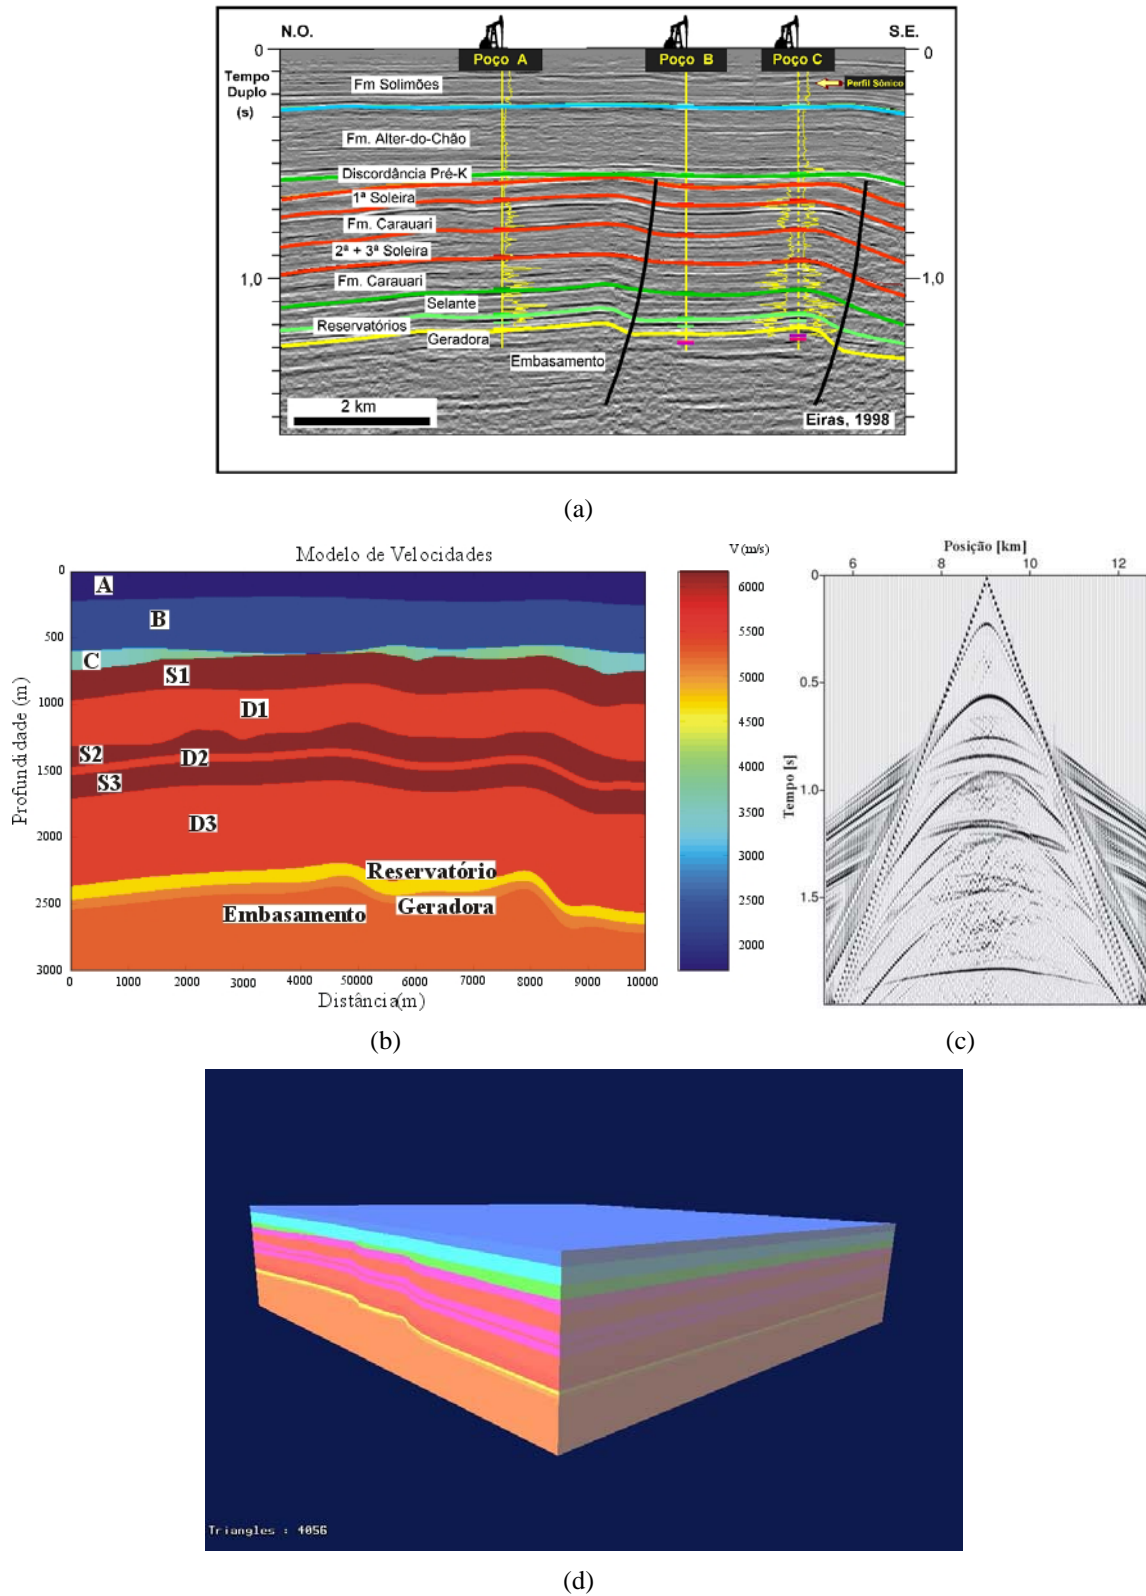 N.O.
S.E.
0
0
Poço A
Poço B
Poço C
Tempo
Duplo
(s)
Fm Solimões
Perfil Sônico
Fm. Alter-do-Chão
Discordância Pré-K
1ª Soleira
Fm. Carauari
2ª + 3ª Soleira
1,0
1,0
Fm. Carauari
Selante
Reservatórios
Geradora
Embasamento
2 km
Eiras, 1998
(a)
Modelo de Velocidades
V (m/s)
Profundidade (m)
0
500
1000
1500
2000
2500
3000
A
B
C
S1
D1
S2
D2
S3
D3
Reservatório
Geradora
Embasamento
0 1000 2000 3000 4000 50000 6000 7000 8000 9000 10000
Distância(m)
6000
5500
5000
4500
4000
3500
3000
2500
2000
(b)
Posição [km]
6 8 10 12
Tempo [s]
0
0.5
1.0
1.5
(c)
Triangles : 4056
(d)